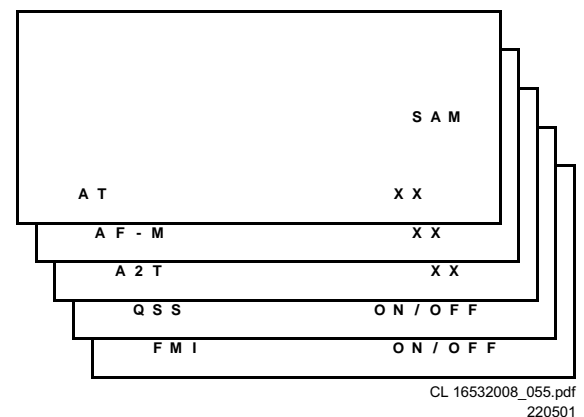 SAM
AT XX
AF-M XX
A2T XX
QSS ON/OFF
FMI ON/OFF
CL 16532008_055.pdf
220501